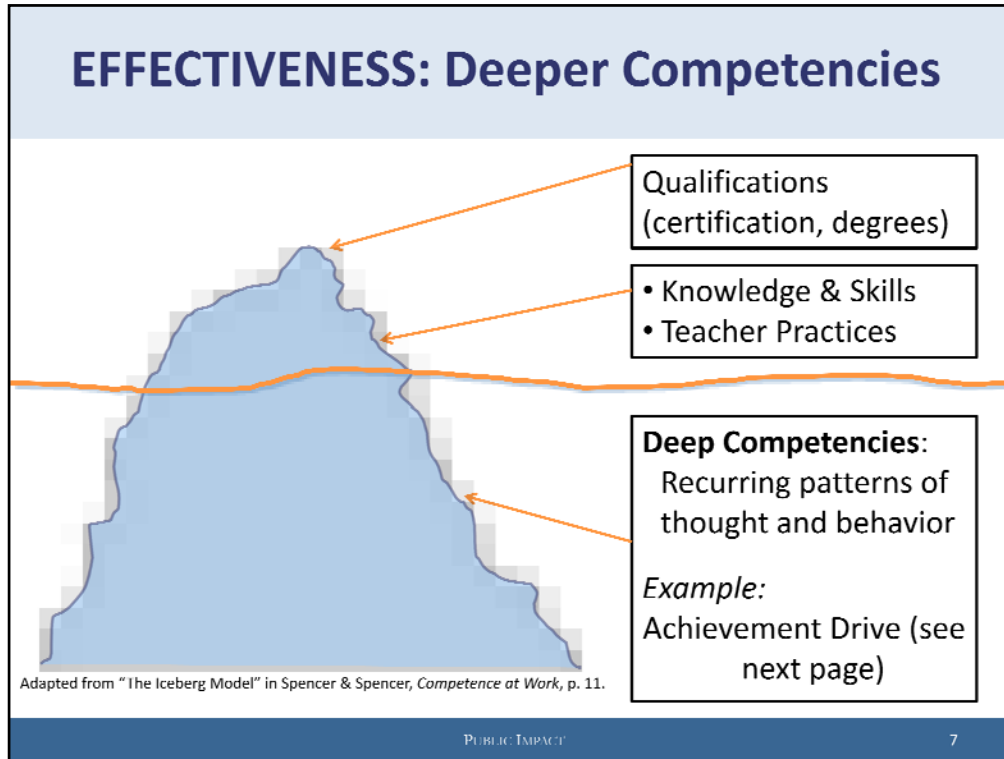 EFFECTIVENESS: Deeper Competencies
Qualifications
(certification, degrees)
• Knowledge & Skills
• Teacher Practices
Deep Competencies:
Recurring patterns of
thought and behavior
Example:
Achievement Drive (see
next page)
Adapted from “The Iceberg Model” in Spencer & Spencer, Competence at Work, p. 11.
PUBLIC IMPACT
7